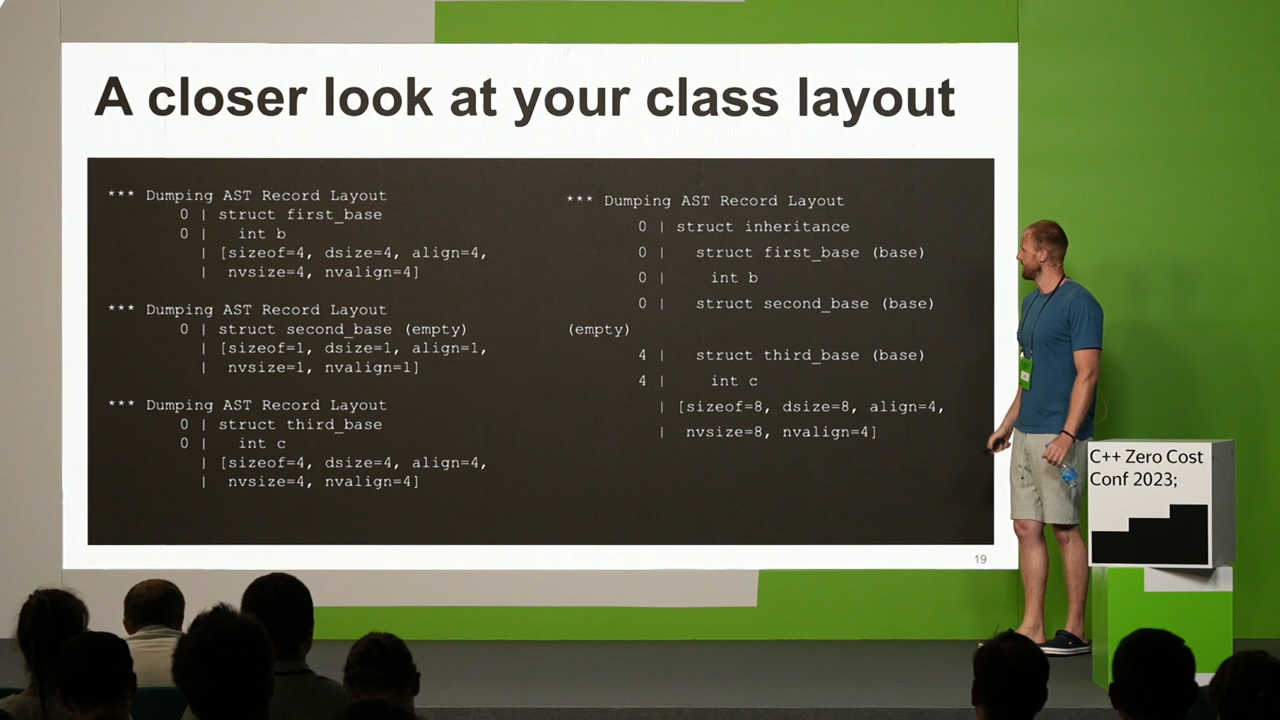 A closer look at your class layout
*** Dumping AST Record Layout
0 | struct first_base
0 | int b
| [sizeof=4, dsize=4, align=4,
| nvsize=4, nvalign=4]
*** Dumping AST Record Layout
0 | struct second_base (empty)
| [sizeof=1, dsize=1, align=1,
| nvsize=1, nvalign=1]
*** Dumping AST Record Layout
0 | struct third_base
0 | int c
| [sizeof=4, dsize=4, align=4,
| nvsize=4, nvalign=4]
*** Dumping AST Record Layout
0 | struct inheritance
0 | struct first_base (base)
0 | int b
0 | struct second_base (base)
(empty)
4 | struct third_base (base)
4 | int c
| [sizeof=8, dsize=8, align=4,
| nvsize=8, nvalign=4]
19
C++ Zero Cost
Conf 2023;